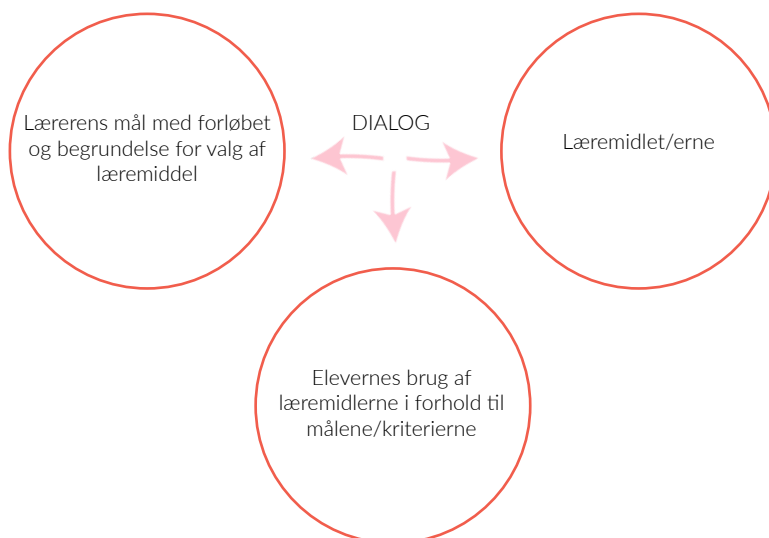 Lærerens mål med forløbet
og begrundelse for valg af
læremiddel
DIALOG
Læremidlet/erne
Elevernes brug af
læremidlerne i forhold til
målene/kriterierne